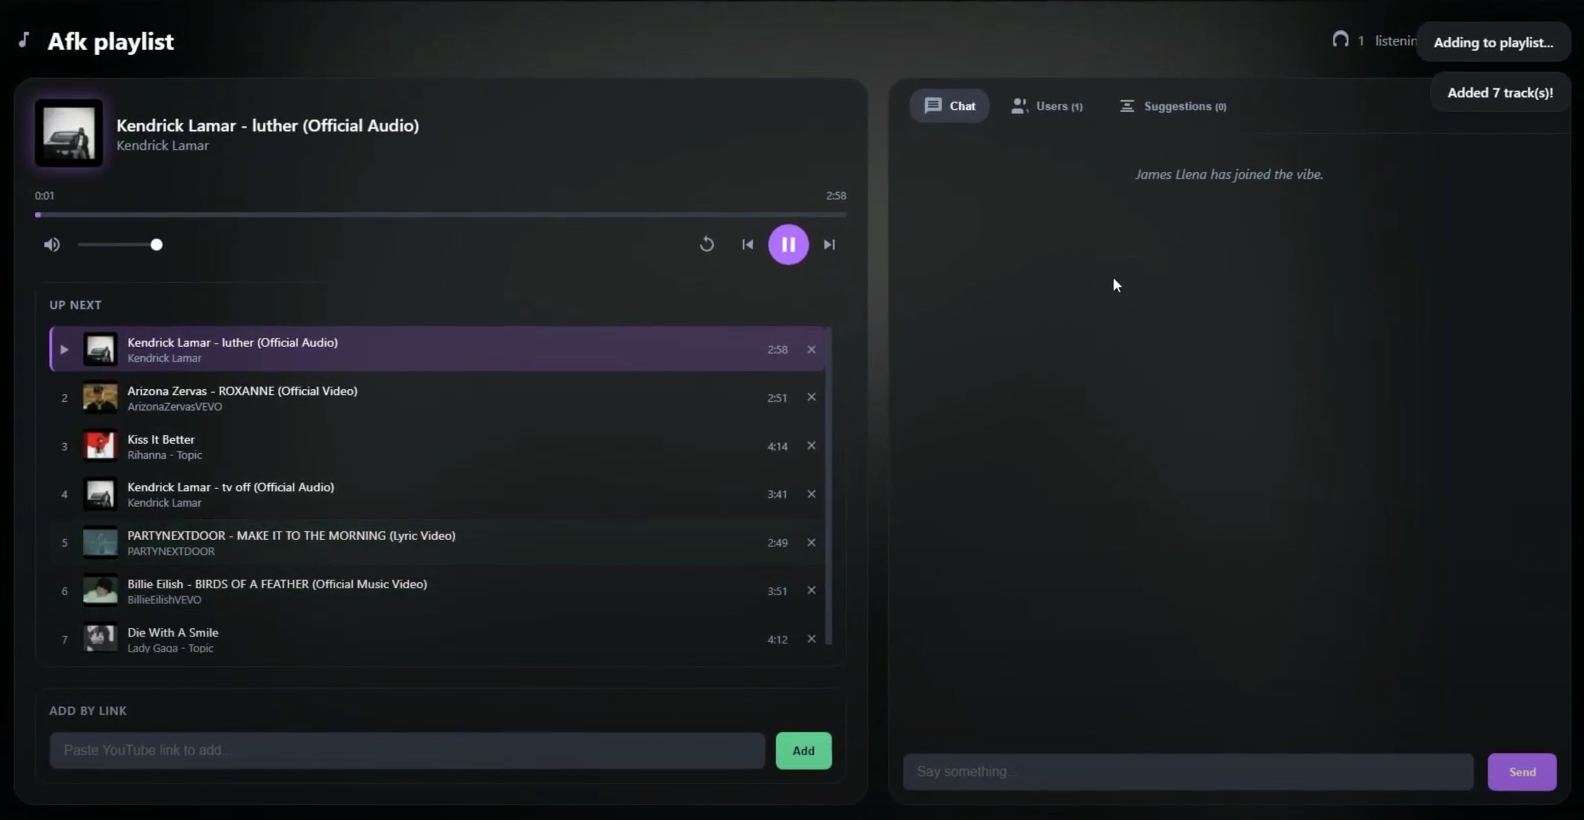 Afk playlist
1 listenin
Adding to playlist...
Added 7 track(s)!
Kendrick Lamar - luther (Official Audio)
Kendrick Lamar
0:01
2:58
UP NEXT
Kendrick Lamar - luther (Official Audio)
Kendrick Lamar
2:58
2
Arizona Zervas - ROXANNE (Official Video)
ArizonaZervasVEVO
2:51
3
Kiss It Better
Rihanna - Topic
4:14
4
Kendrick Lamar - tv off (Official Audio)
Kendrick Lamar
3:41
5
PARTYNEXTDOOR - MAKE IT TO THE MORNING (Lyric Video)
PARTYNEXTDOOR
2:49
6
Billie Eilish - BIRDS OF A FEATHER (Official Music Video)
BillieEilishVEVO
3:51
7
Die With A Smile
Lady Gaga - Topic
4:12
ADD BY LINK
Paste YouTube link to add...
Add
Chat
Users (1)
Suggestions (0)
James Llena has joined the vibe.
Say something...
Send